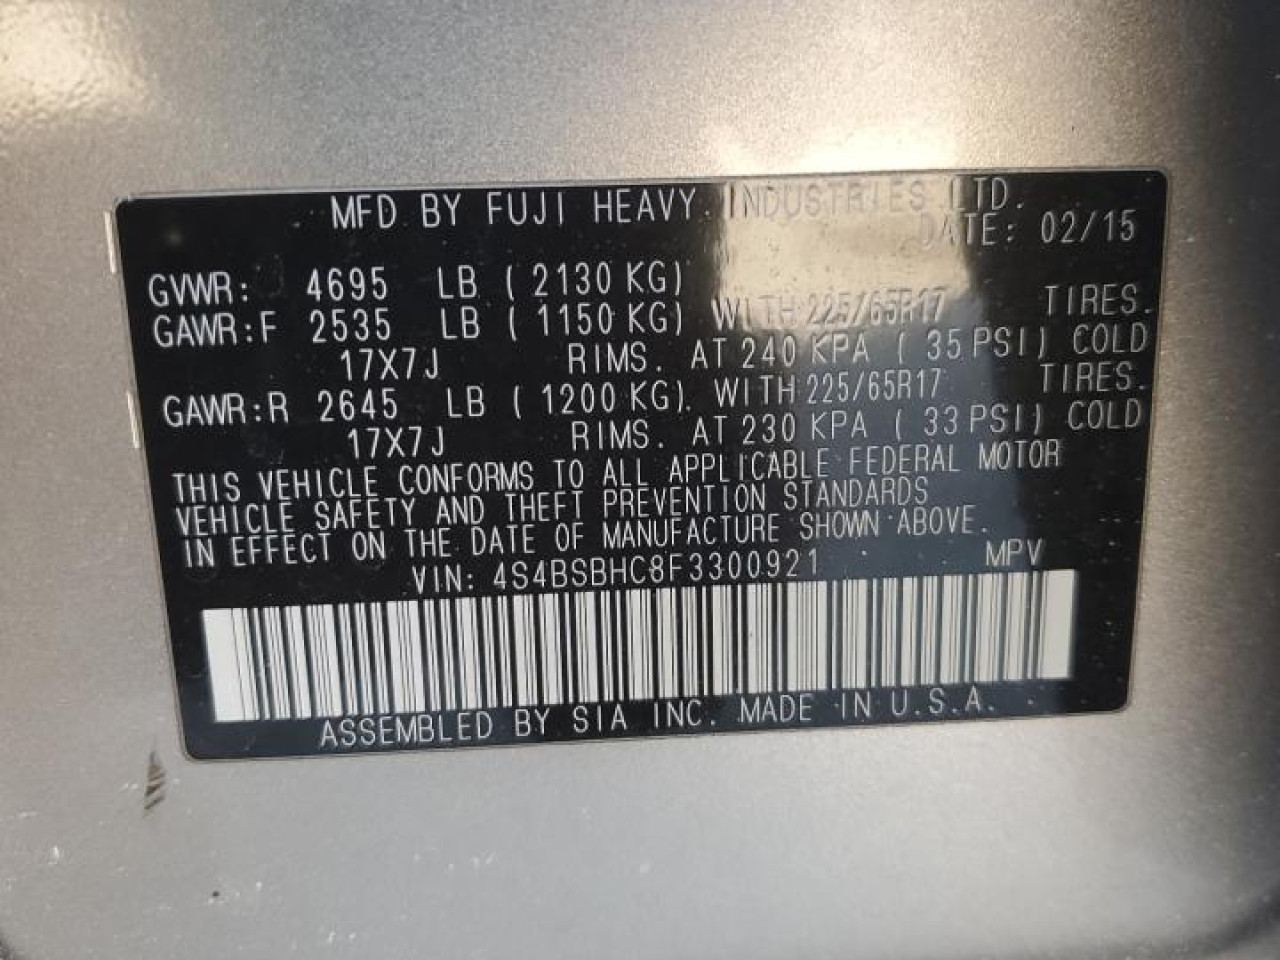 MFD BY FUJI HEAVY INDUSTRIES LTD.
DATE: 02/15
GVWR: 4695 LB ( 2130 KG)
GAWR:F 2535 LB ( 1150 KG) WITH 225/65R17 TIRES.
17X7J RIMS. AT 240 KPA ( 35 PSI) COLD
GAWR:R 2645 LB ( 1200 KG). WITH 225/65R17 TIRES.
17X7J RIMS. AT 230 KPA ( 33 PSI) COLD
THIS VEHICLE CONFORMS TO ALL APPLICABLE FEDERAL MOTOR
VEHICLE SAFETY AND THEFT PREVENTION STANDARDS
IN EFFECT ON THE DATE OF MANUFACTURE SHOWN ABOVE.
VIN: 4S4BSBHC8F3300921 MPV
ASSEMBLED BY SIA INC. MADE IN U.S.A.